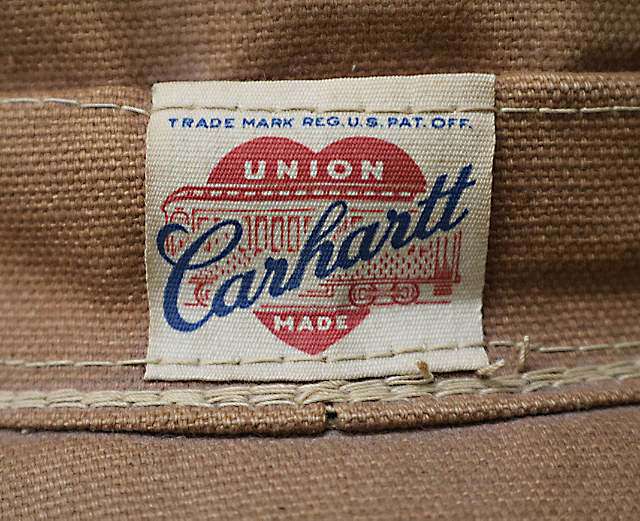 TRADE MARK REG.U.S.PAT.OFF.
UNION
Carhartt
MADE